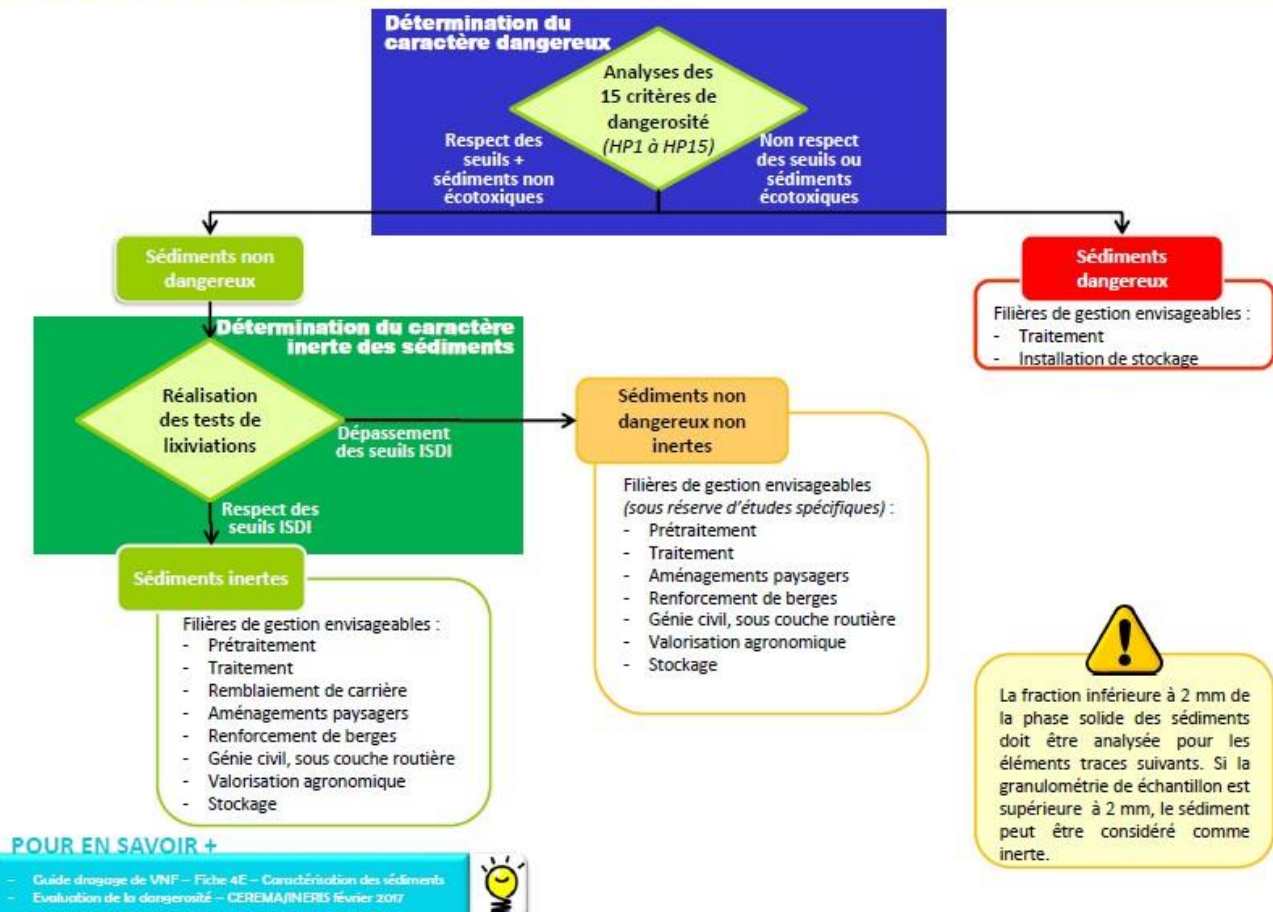 Détermination du
caractère dangereux
Analyses des
15 critères de
dangerosité
(HP1 à HP15)
Respect des
seuils +
sédiments non
écotoxiques
Non respect
des seuils ou
sédiments
écotoxiques
Sédiments non
dangereux
Sédiments
dangereux
Filières de gestion envisageables :
- Traitement
- Installation de stockage
Détermination du caractère
inerte des sédiments
Réalisation
des tests de
lixiviations
Dépassement
des seuils ISDI
Respect des
seuils ISDI
Sédiments non
dangereux non
inertes
Filières de gestion envisageables
(sous réserve d'études spécifiques) :
- Prétraitement
- Traitement
- Aménagements paysagers
- Renforcement de berges
- Génie civil, sous couche routière
- Valorisation agronomique
- Stockage
Sédiments inertes
Filières de gestion envisageables :
- Prétraitement
- Traitement
- Remblaiement de carrière
- Aménagements paysagers
- Renforcement de berges
- Génie civil, sous couche routière
- Valorisation agronomique
- Stockage
La fraction inférieure à 2 mm de
la phase solide des sédiments
doit être analysée pour les
éléments traces suivants. Si la
granulométrie de échantillon est
supérieure à 2 mm, le sédiment
peut être considéré comme
inerte.
POUR EN SAVOIR +
- Guide dragage de VNF – Fiche 4E – Caractérisation des sédiments
- Evaluation de la dangerosité – CEREMA/INERIS février 2017